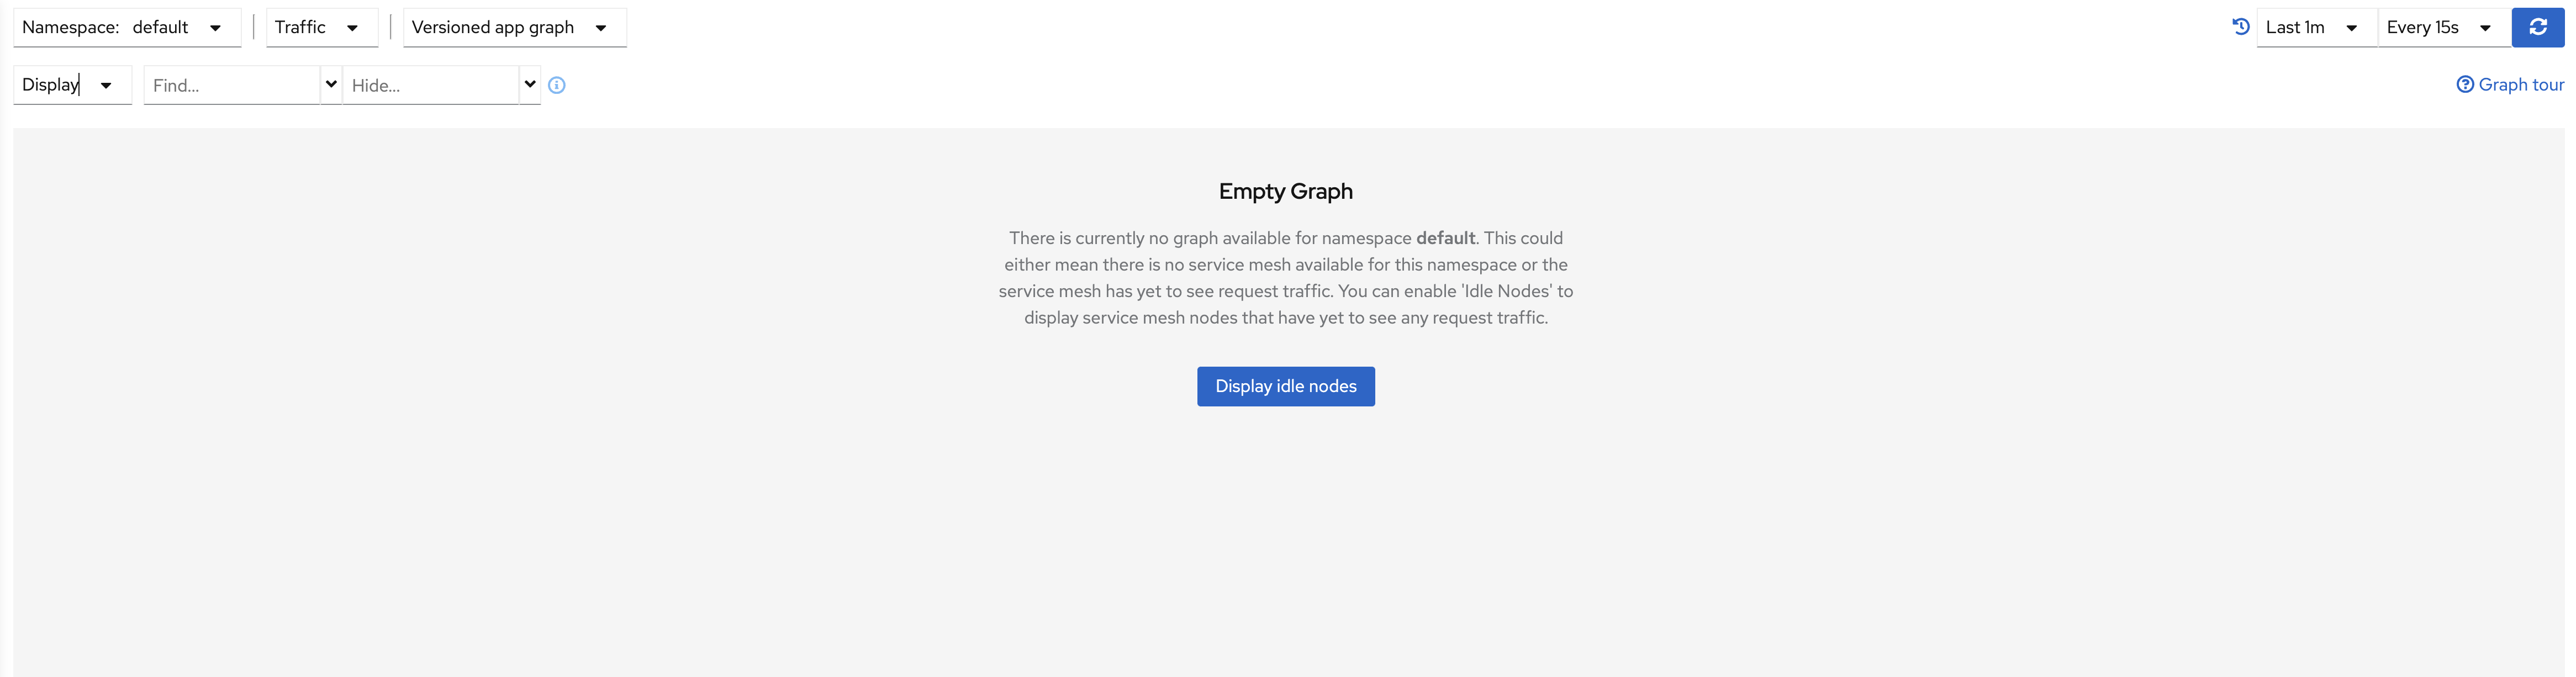 Namespace: default Traffic Versioned app graph Last 1m Every 15s
Display Find... Hide... Graph tour
Empty Graph
There is currently no graph available for namespace default. This could
either mean there is no service mesh available for this namespace or the
service mesh has yet to see request traffic. You can enable 'Idle Nodes' to
display service mesh nodes that have yet to see any request traffic.
Display idle nodes